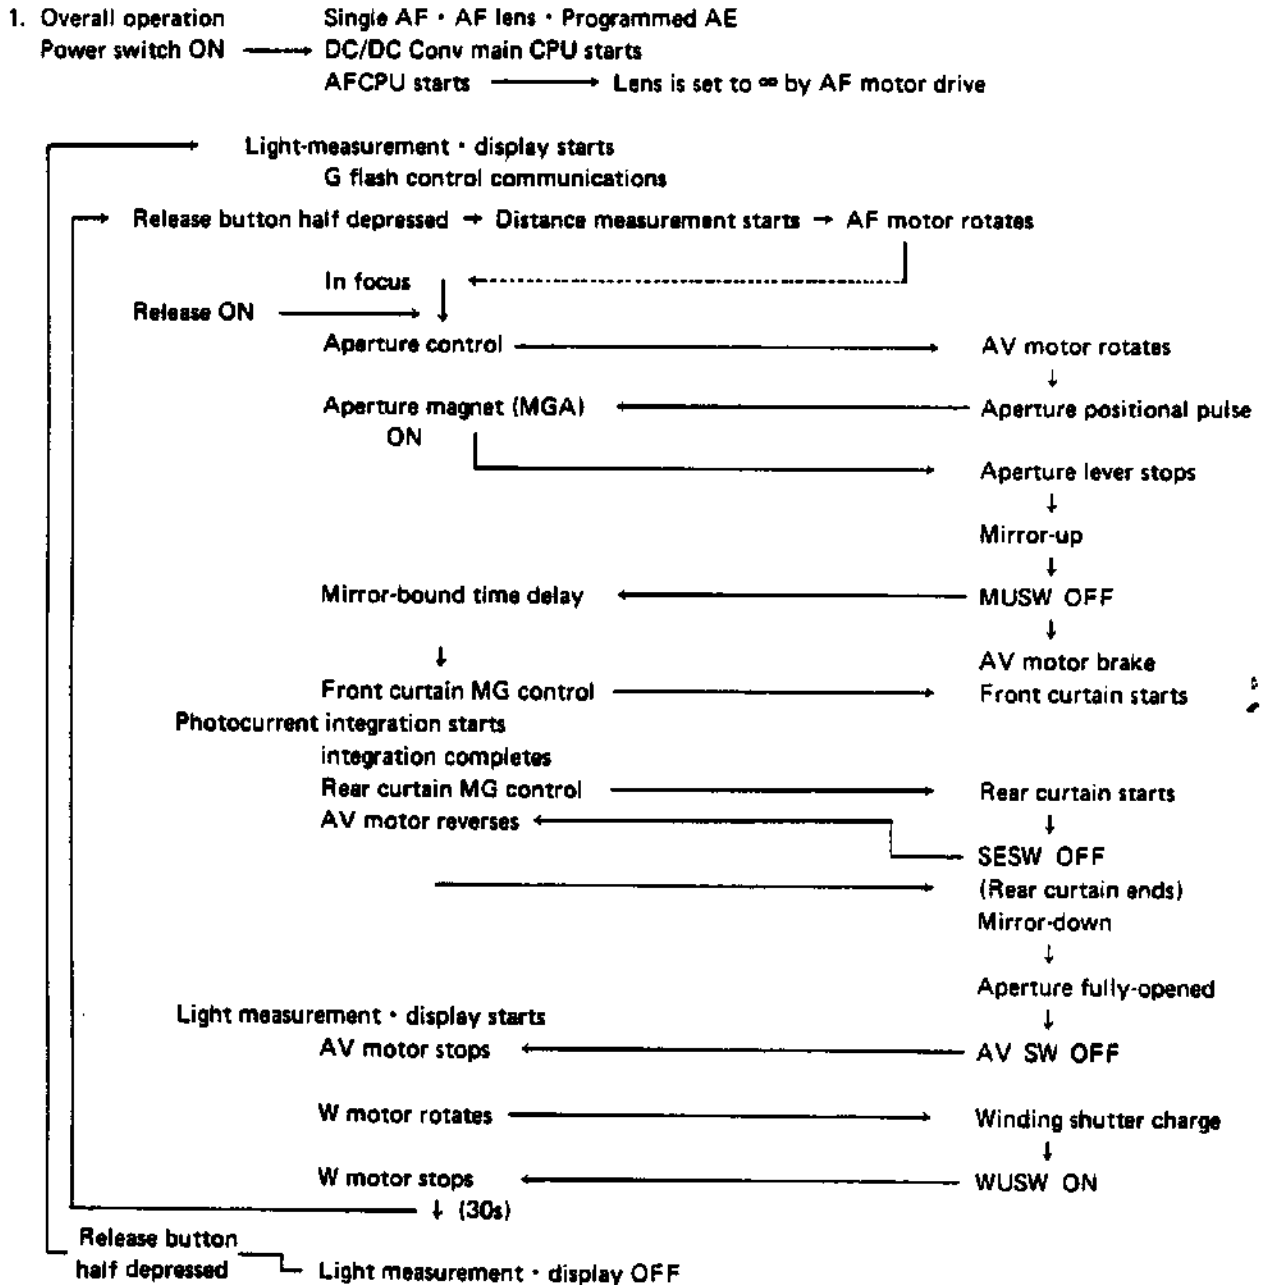 1. Overall operation Single AF · AF lens · Programmed AE
Power switch ON → DC/DC Conv main CPU starts
AFCPU starts → Lens is set to ∞ by AF motor drive
Light-measurement · display starts
G flash control communications
Release button half depressed → Distance measurement starts → AF motor rotates
In focus
Release ON
Aperture control → AV motor rotates
↓
Aperture magnet (MGA) ← Aperture positional pulse
ON
Aperture lever stops
↓
Mirror-up
↓
Mirror-bound time delay ← MUSW OFF
↓
↓ AV motor brake
Front curtain MG control → Front curtain starts
Photocurrent integration starts
integration completes
Rear curtain MG control → Rear curtain starts
AV motor reverses ← ↓
SESW OFF
→ (Rear curtain ends)
Mirror-down
↓
Aperture fully-opened
Light measurement · display starts ↓
AV motor stops ← AV SW OFF
W motor rotates → Winding shutter charge
↓
W motor stops ← WUSW ON
↓ (30s)
Release button
half depressed Light measurement · display OFF